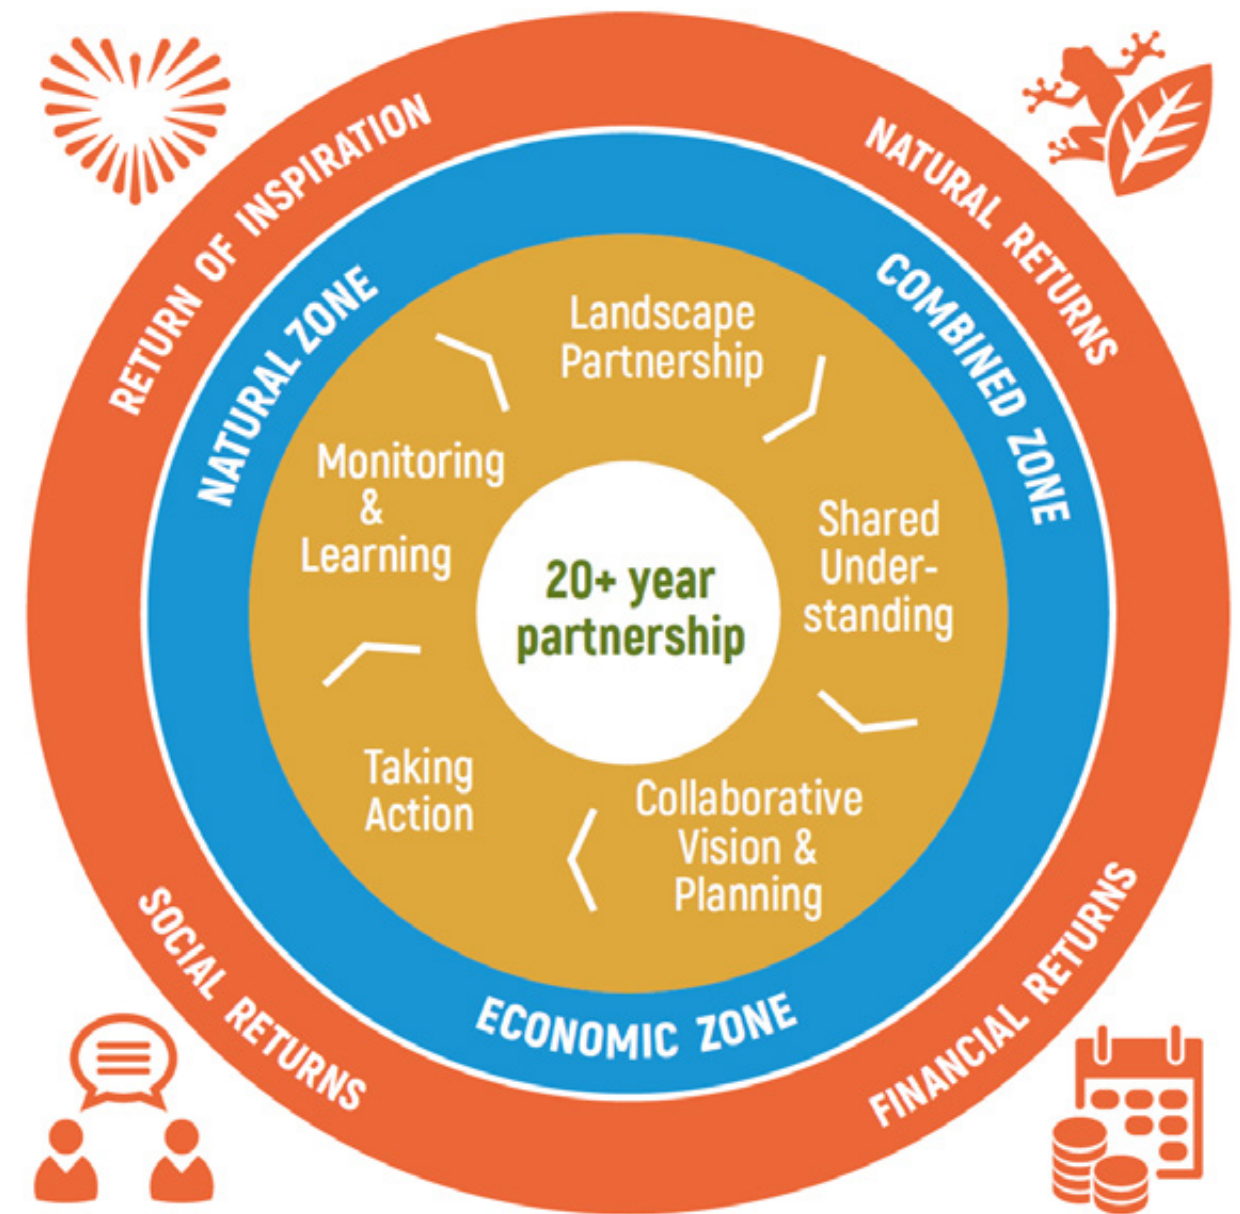 RETURN OF INSPIRATION
NATURAL RETURNS
FINANCIAL RETURNS
SOCIAL RETURNS
NATURAL ZONE
COMBINED ZONE
ECONOMIC ZONE
Landscape
Partnership
Shared
Under-
standing
Collaborative
Vision &
Planning
Taking
Action
Monitoring
&
Learning
20+ year
partnership